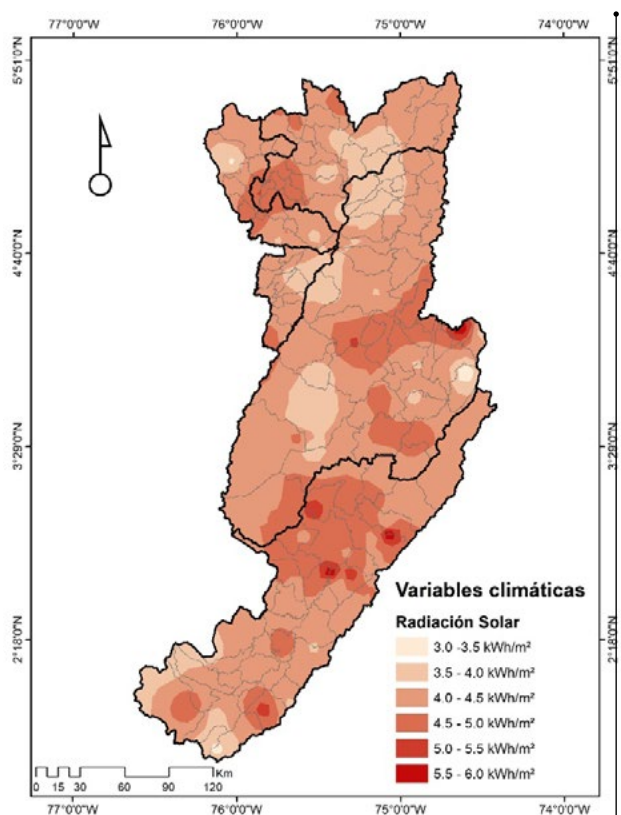 77°0'0"W 76°0'0"W 75°0'0"W 74°0'0"W
5°51'0"N 5°51'0"N
4°40'0"N 4°40'0"N
3°29'0"N 3°29'0"N
2°18'0"N 2°18'0"N
Variables climáticas
Radiación Solar
3.0 -3.5 kWh/m²
3.5 - 4.0 kWh/m²
4.0 - 4.5 kWh/m²
4.5 - 5.0 kWh/m²
5.0 - 5.5 kWh/m²
5.5 - 6.0 kWh/m²
Km
0 15 30 60 90 120
77°0'0"W 76°0'0"W 75°0'0"W 74°0'0"W